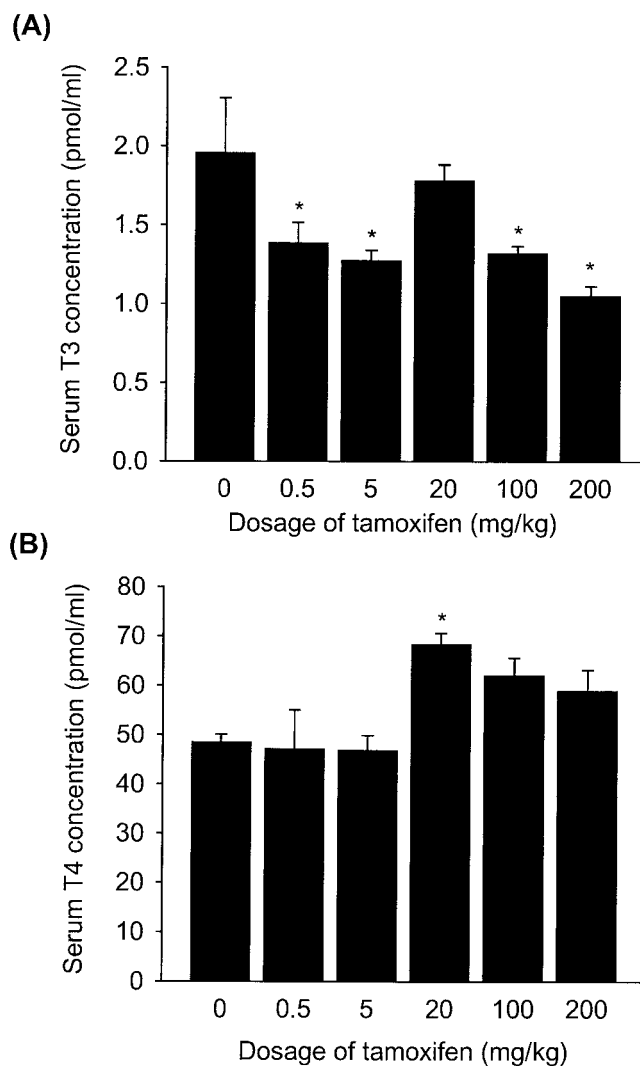 (A)
Serum T3 concentration (pmol/ml)
2.5
2.0
1.5
1.0
0.5
0.0
*
*
*
*
0 0.5 5 20 100 200
Dosage of tamoxifen (mg/kg)
(B)
Serum T4 concentration (pmol/ml)
80
70
60
50
40
30
20
10
0
*
0 0.5 5 20 100 200
Dosage of tamoxifen (mg/kg)